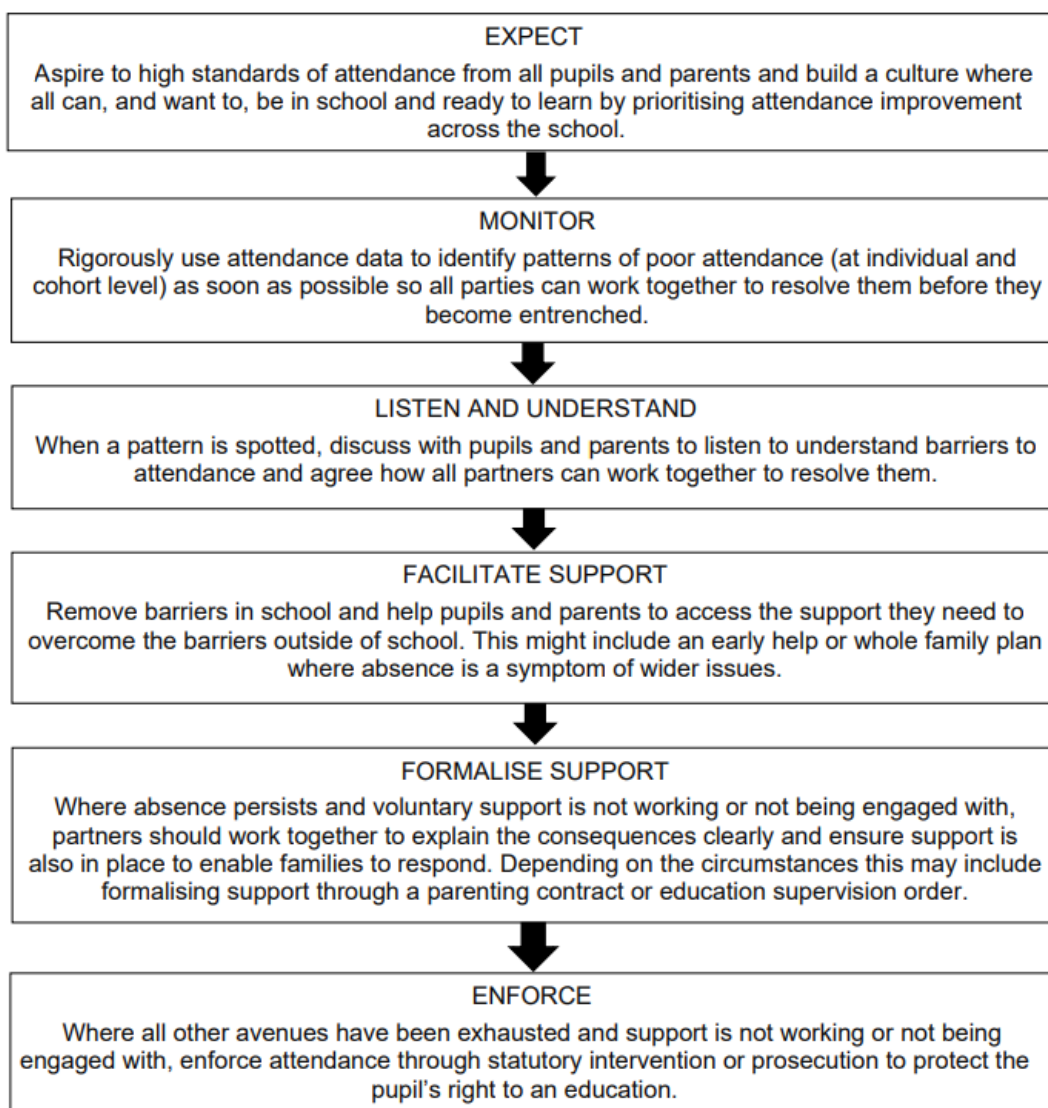 EXPECT
Aspire to high standards of attendance from all pupils and parents and build a culture where
all can, and want to, be in school and ready to learn by prioritising attendance improvement
across the school.
MONITOR
Rigorously use attendance data to identify patterns of poor attendance (at individual and
cohort level) as soon as possible so all parties can work together to resolve them before they
become entrenched.
LISTEN AND UNDERSTAND
When a pattern is spotted, discuss with pupils and parents to listen to understand barriers to
attendance and agree how all partners can work together to resolve them.
FACILITATE SUPPORT
Remove barriers in school and help pupils and parents to access the support they need to
overcome the barriers outside of school. This might include an early help or whole family plan
where absence is a symptom of wider issues.
FORMALISE SUPPORT
Where absence persists and voluntary support is not working or not being engaged with,
partners should work together to explain the consequences clearly and ensure support is
also in place to enable families to respond. Depending on the circumstances this may include
formalising support through a parenting contract or education supervision order.
ENFORCE
Where all other avenues have been exhausted and support is not working or not being
engaged with, enforce attendance through statutory intervention or prosecution to protect the
pupil's right to an education.